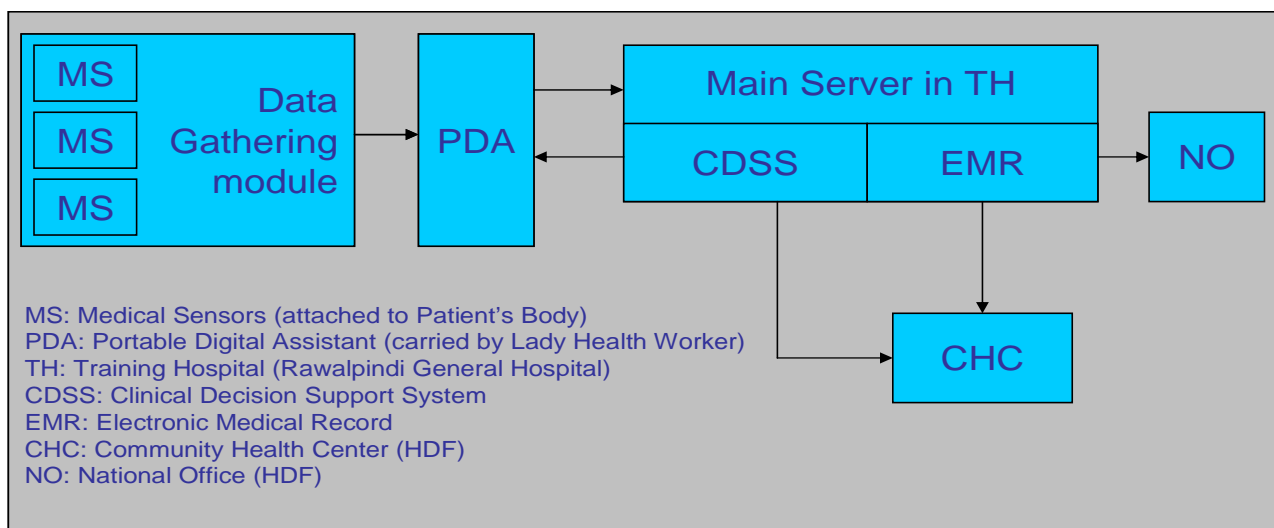 MS
MS
MS
Data
Gathering
module
PDA
Main Server in TH
CDSS
EMR
NO
CHC
MS: Medical Sensors (attached to Patient’s Body)
PDA: Portable Digital Assistant (carried by Lady Health Worker)
TH: Training Hospital (Rawalpindi General Hospital)
CDSS: Clinical Decision Support System
EMR: Electronic Medical Record
CHC: Community Health Center (HDF)
NO: National Office (HDF)